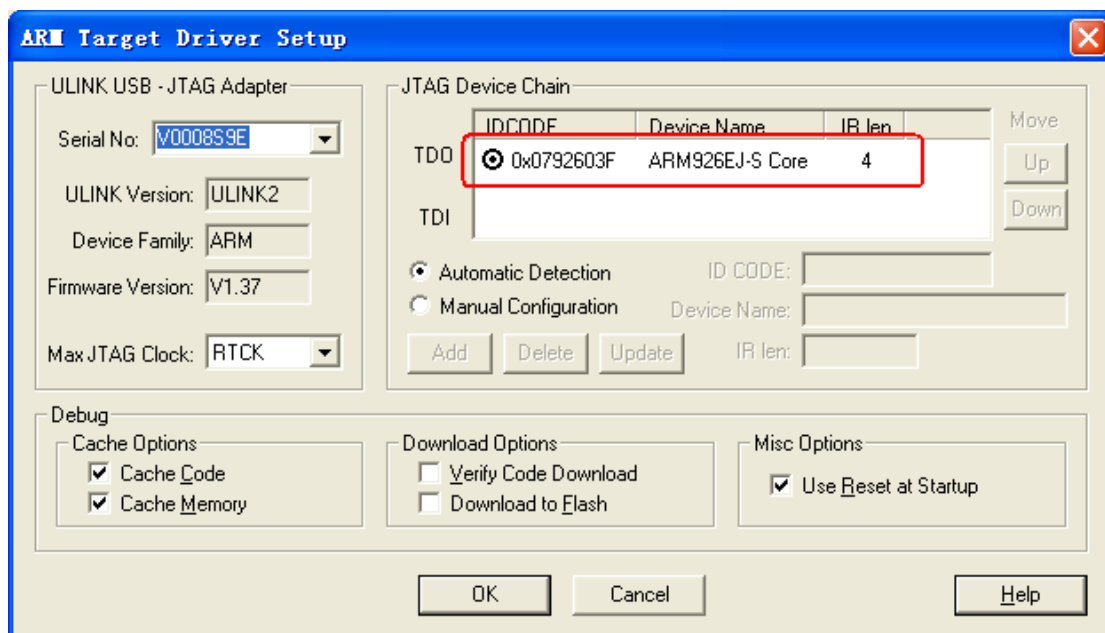 ARM Target Driver Setup
ULINK USB - JTAG Adapter
Serial No: V0008S9E
ULINK Version: ULINK2
Device Family: ARM
Firmware Version: V1.37
Max JTAG Clock: RTCK
JTAG Device Chain
IDCODE Device Name IR len
TDO 0x0792603F ARM926EJ-S Core 4
TDI
Move
Up
Down
Automatic Detection
Manual Configuration
ID CODE:
Device Name:
Add Delete Update IR len:
Debug
Cache Options
Cache Code
Cache Memory
Download Options
Verify Code Download
Download to Flash
Misc Options
Use Reset at Startup
OK Cancel Help